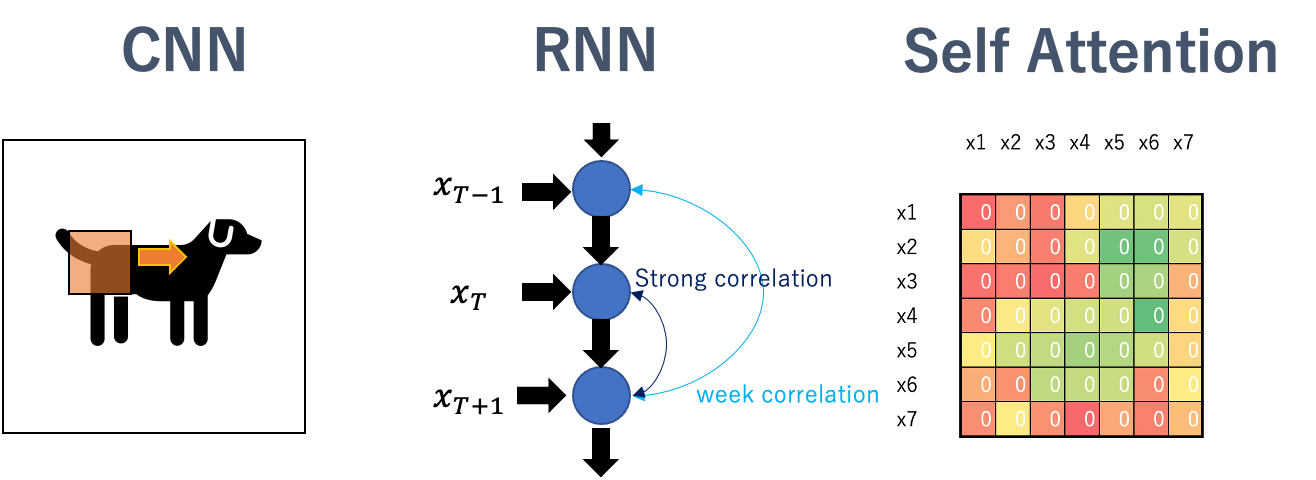 CNN
RNN
Self Attention
x_{T-1}
x_T
x_{T+1}
Strong correlation
week correlation
x1 x2 x3 x4 x5 x6 x7
x1 0 0 0 0 0 0 0
x2 0 0 0 0 0 0 0
x3 0 0 0 0 0 0 0
x4 0 0 0 0 0 0 0
x5 0 0 0 0 0 0 0
x6 0 0 0 0 0 0 0
x7 0 0 0 0 0 0 0